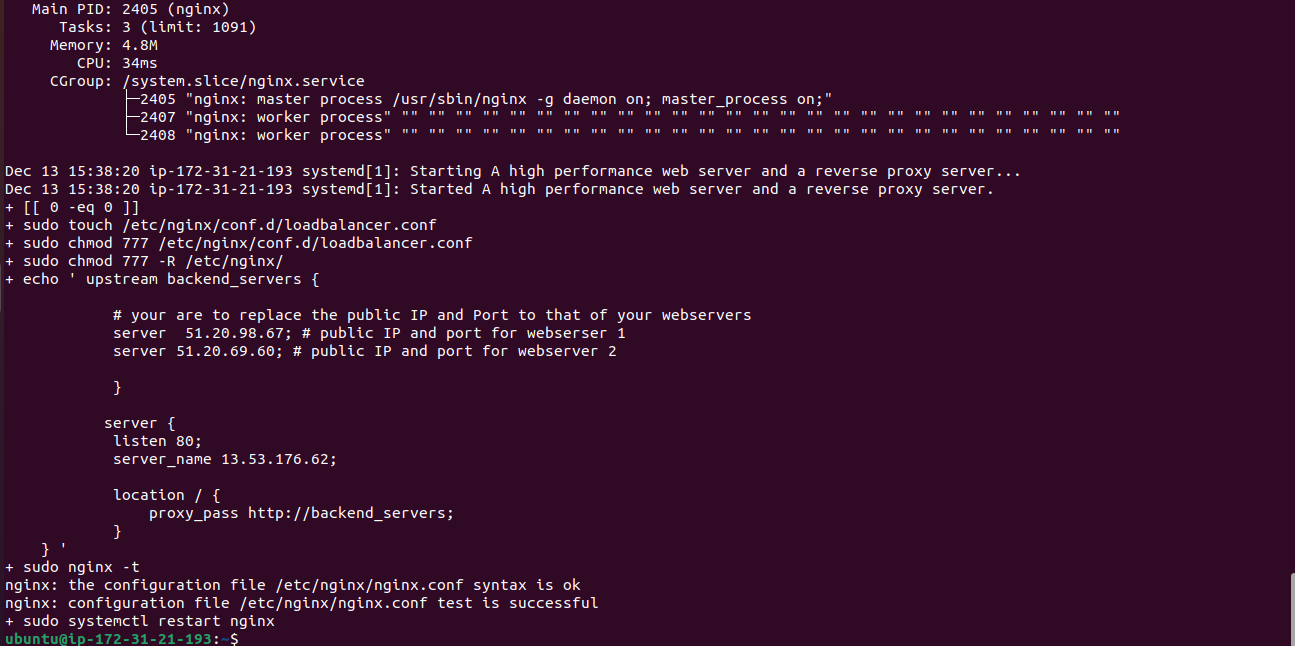 Main PID: 2405 (nginx)
Tasks: 3 (limit: 1091)
Memory: 4.8M
CPU: 34ms
CGroup: /system.slice/nginx.service
├─2405 "nginx: master process /usr/sbin/nginx -g daemon on; master_process on;"
├─2407 "nginx: worker process" "" "" "" "" "" "" "" "" "" "" "" "" "" "" "" "" "" "" "" "" "" "" "" "" "" "" ""
└─2408 "nginx: worker process" "" "" "" "" "" "" "" "" "" "" "" "" "" "" "" "" "" "" "" "" "" "" "" "" "" "" ""
Dec 13 15:38:20 ip-172-31-21-193 systemd[1]: Starting A high performance web server and a reverse proxy server...
Dec 13 15:38:20 ip-172-31-21-193 systemd[1]: Started A high performance web server and a reverse proxy server.
+ [[ 0 -eq 0 ]]
+ sudo touch /etc/nginx/conf.d/loadbalancer.conf
+ sudo chmod 777 /etc/nginx/conf.d/loadbalancer.conf
+ sudo chmod 777 -R /etc/nginx/
+ echo ' upstream backend_servers {
# your are to replace the public IP and Port to that of your webservers
server  51.20.98.67; # public IP and port for webserser 1
server 51.20.69.60; # public IP and port for webserver 2
}
server {
listen 80;
server_name 13.53.176.62;
location / {
proxy_pass http://backend_servers;
}
} '
+ sudo nginx -t
nginx: the configuration file /etc/nginx/nginx.conf syntax is ok
nginx: configuration file /etc/nginx/nginx.conf test is successful
+ sudo systemctl restart nginx
ubuntu@ip-172-31-21-193:~$